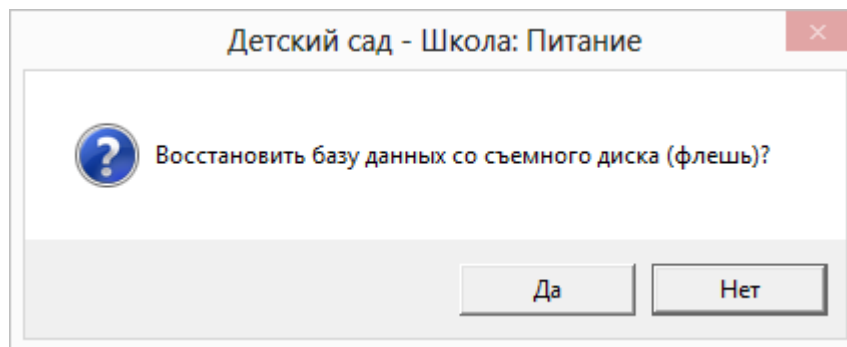 Детский сад - Школа: Питание
Восстановить базу данных со съемного диска (флешь)?
Да
Нет